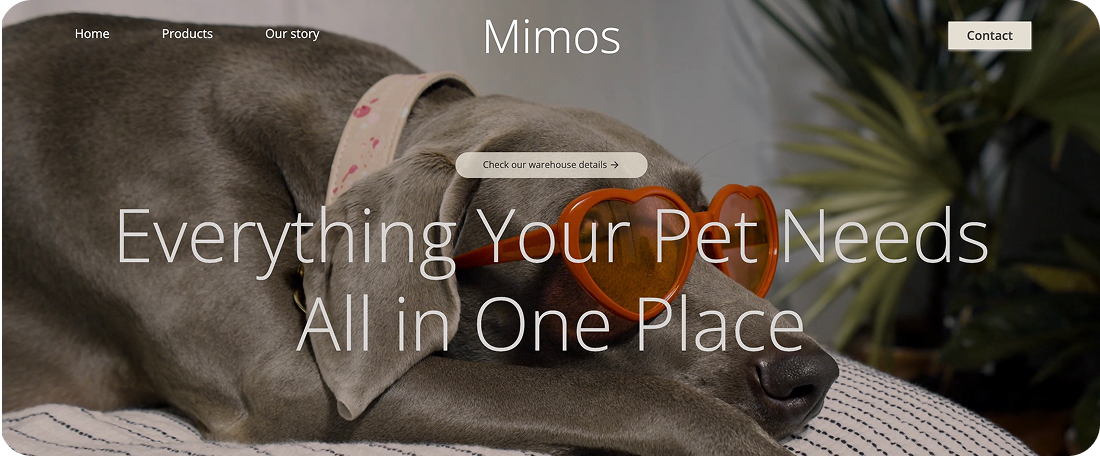 Home
Products
Our story
Mimos
Contact
Check our warehouse details →
Everything Your Pet Needs
All in One Place